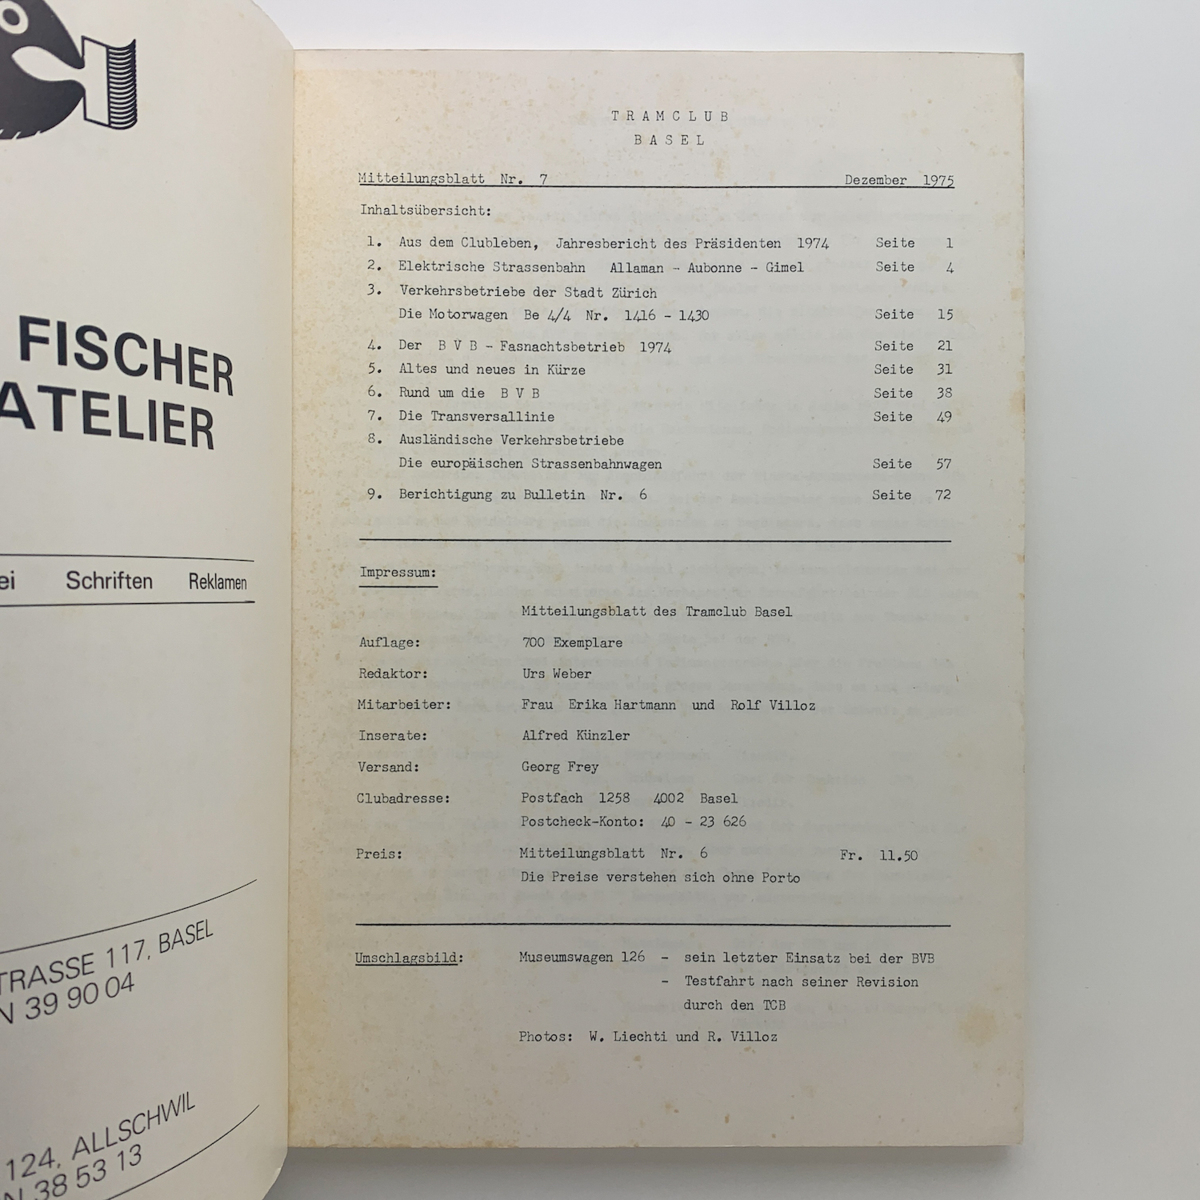 FISCHER
ATELIER
Schriften Reklamen
TRASSE 117, BASEL
39 90 04
124, ALLSCHWIL
38 53 13
TRAMCLUB
BASEL
Mitteilungsblatt Nr. 7 Dezember 1975
Inhaltsübersicht:
1. Aus dem Clubleben, Jahresbericht des Präsidenten 1974 Seite 1
2. Elektrische Strassenbahn Allaman - Aubonne - Gimel Seite 4
3. Verkehrsbetriebe der Stadt Zürich
Die Motorwagen Be 4/4 Nr. 1416 - 1430 Seite 15
4. Der B V B - Fasnachtsbetrieb 1974 Seite 21
5. Altes und neues in Kürze Seite 31
6. Rund um die B V B Seite 38
7. Die Transversallinie Seite 49
8. Ausländische Verkehrsbetriebe
Die europäischen Strassenbahnwagen Seite 57
9. Berichtigung zu Bulletin Nr. 6 Seite 72
Impressum:
Mitteilungsblatt des Tramclub Basel
Auflage: 700 Exemplare
Redaktor: Urs Weber
Mitarbeiter: Frau Erika Hartmann und Rolf Villoz
Inserate: Alfred Künzler
Versand: Georg Frey
Clubadresse: Postfach 1258 4002 Basel
Postcheck-Konto: 40 - 23 626
Preis: Mitteilungsblatt Nr. 6 Fr. 11.50
Die Preise verstehen sich ohne Porto
Umschlagsbild: Museumswagen 126 - sein letzter Einsatz bei der BVB
- Testfahrt nach seiner Revision
durch den TCB
Photos: W. Liechti und R. Villoz